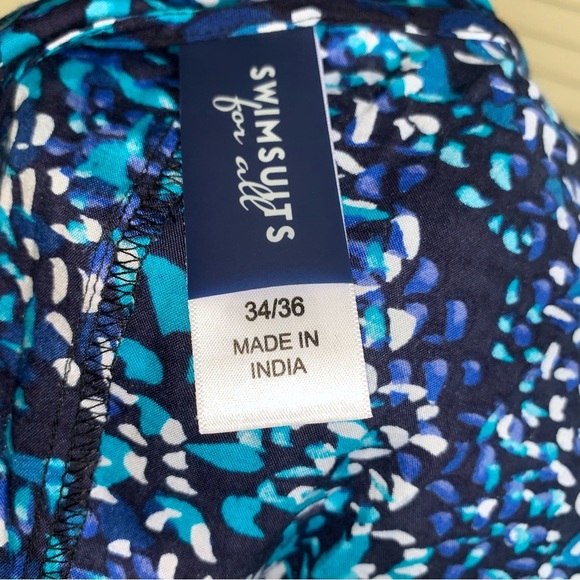 SWIMSUITS
for all
34/36
MADE IN
INDIA